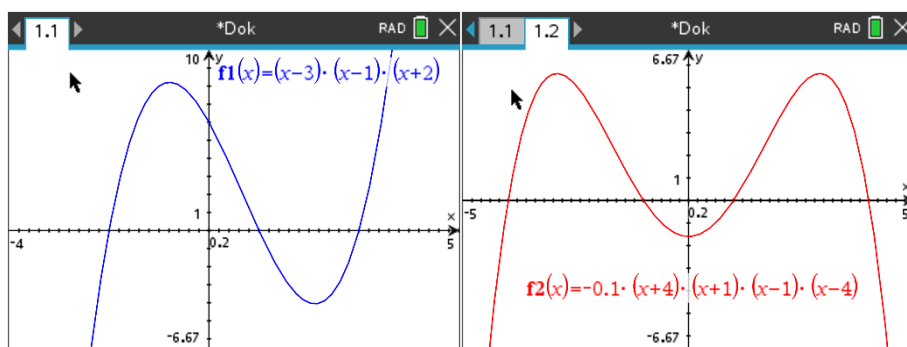 1.1 *Dok RAD
10 y
f1(x)=(x-3)·(x-1)·(x+2)
1
x
-4 0.2 5
-6.67
1.1 1.2 *Dok RAD
6.67 y
1
x
-5 0.2 5
f2(x)=-0.1·(x+4)·(x+1)·(x-1)·(x-4)
-6.67